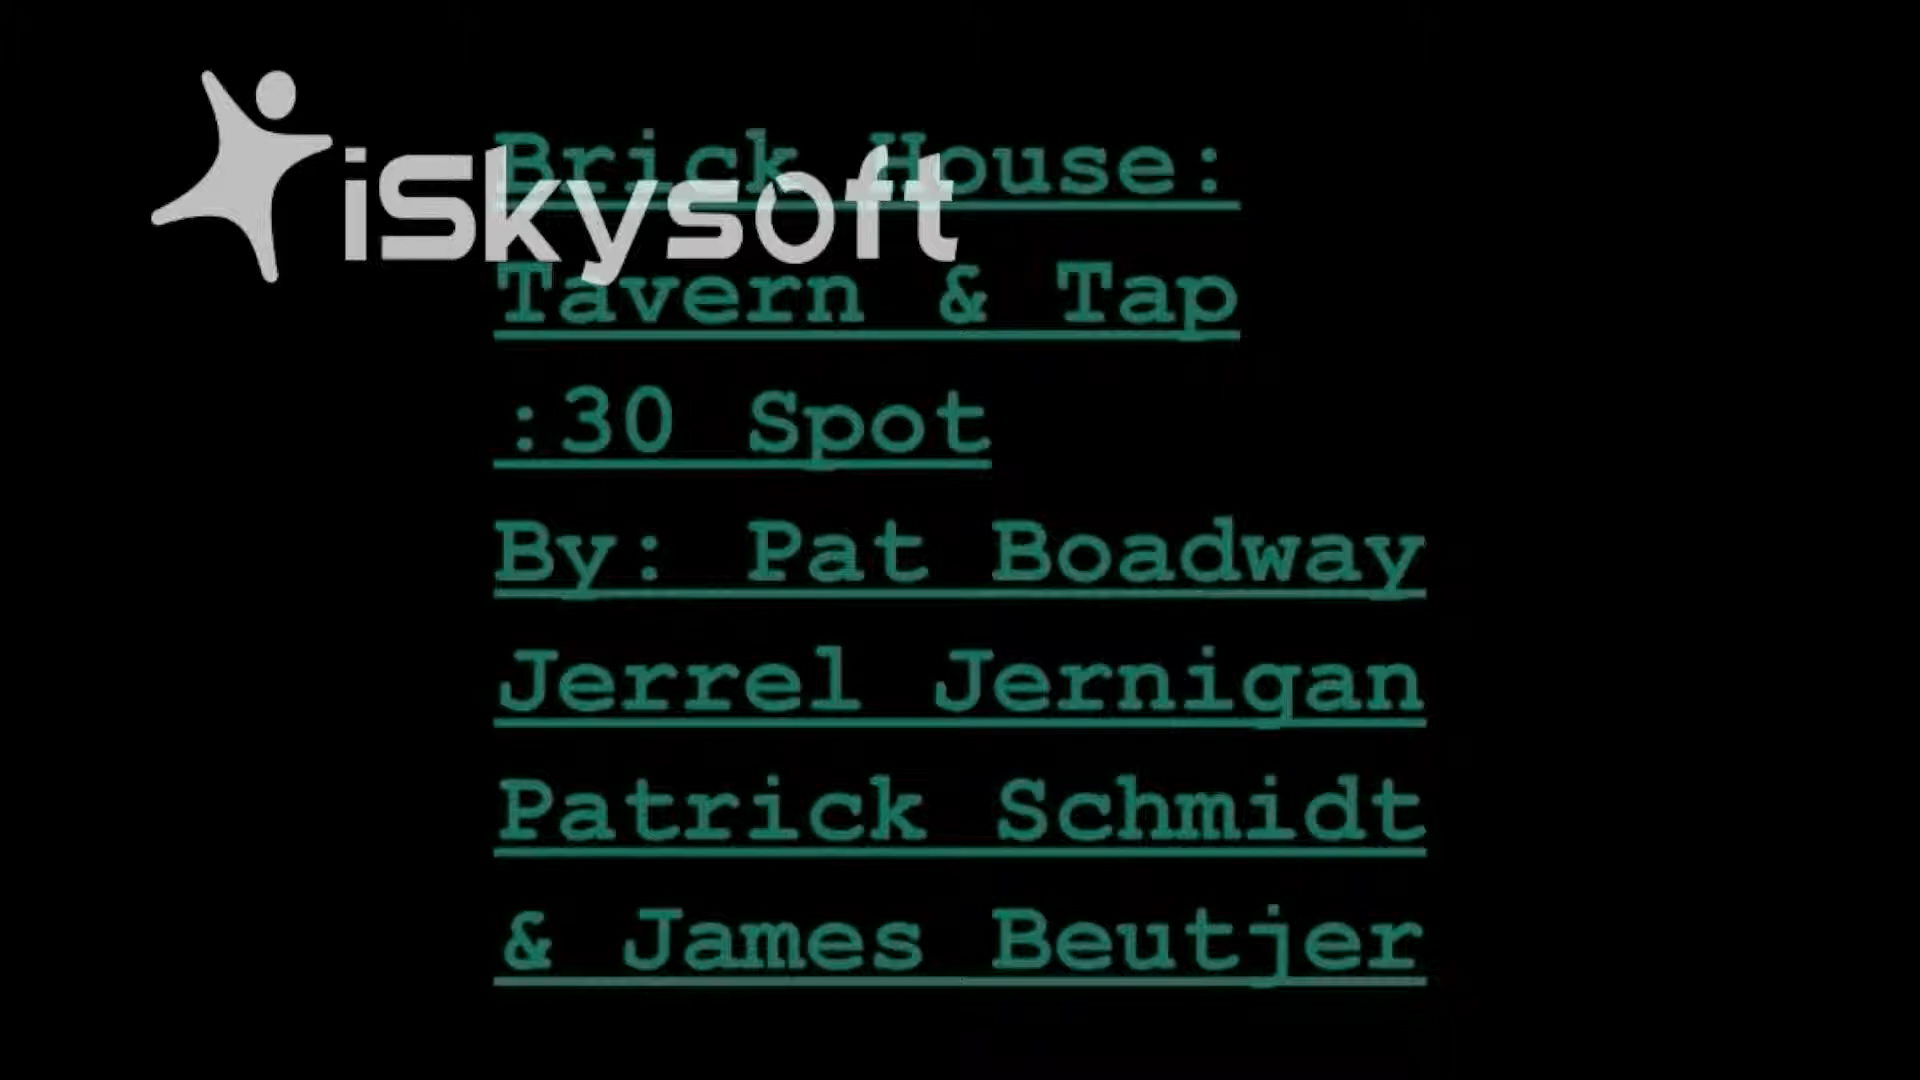 iSkysoft
Brick House:
Tavern & Tap
:30 Spot
By: Pat Boadway
Jerrel Jernigan
Patrick Schmidt
& James Beutjer